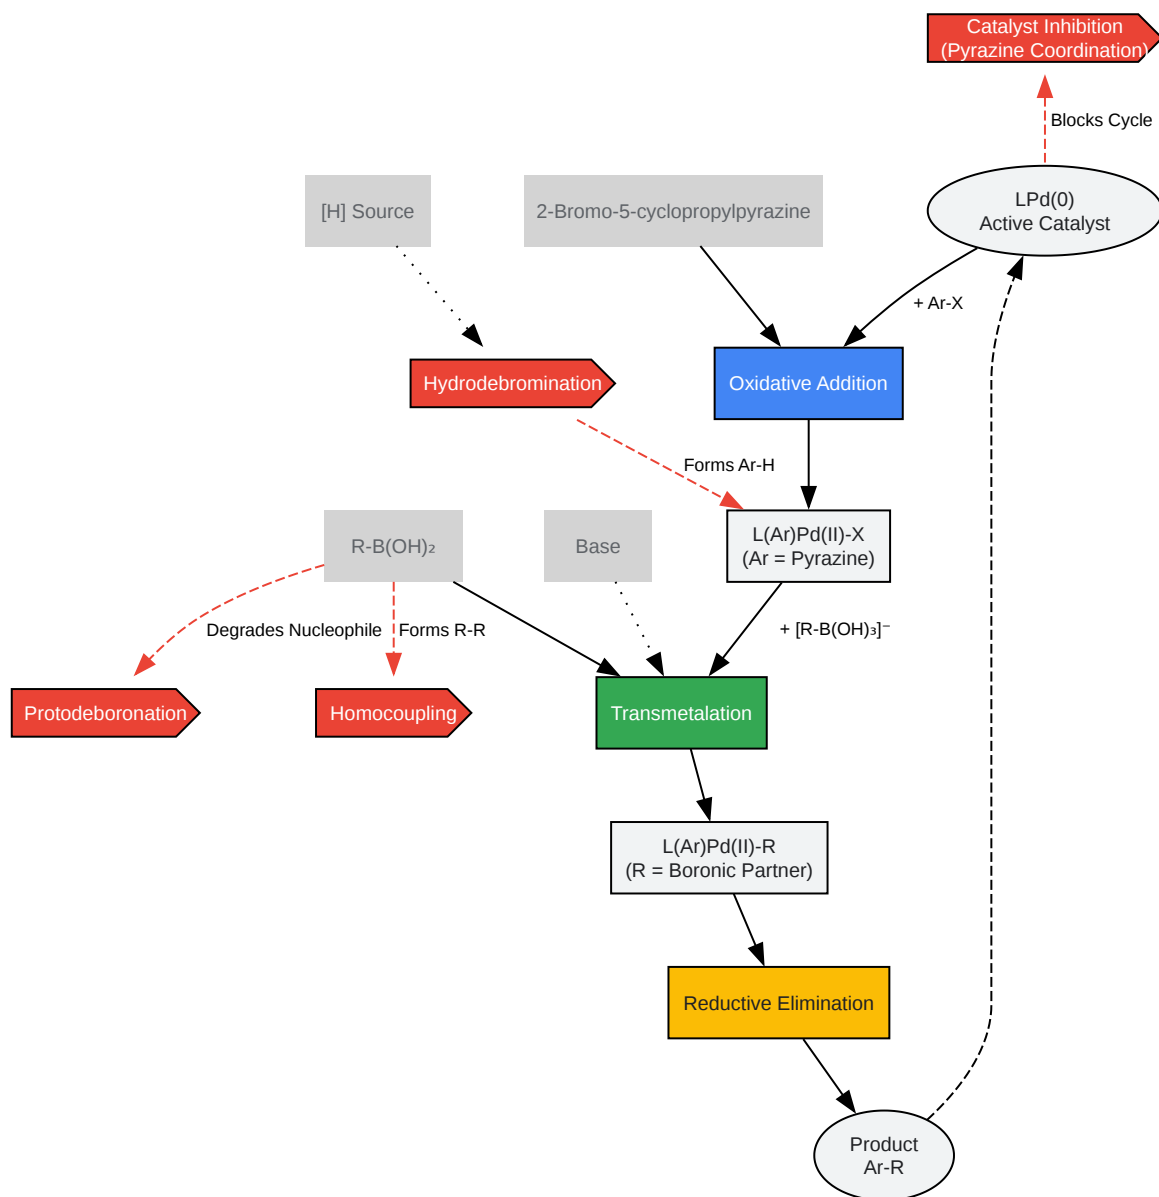 Catalyst Inhibition
(Pyrazine Coordination)
Blocks Cycle
[H] Source
2-Bromo-5-cyclopropylpyrazine
LPd(0)
Active Catalyst
+ Ar-X
Hydrodebromination
Oxidative Addition
Forms Ar-H
R-B(OH)₂
Base
L(Ar)Pd(II)-X
(Ar = Pyrazine)
Degrades Nucleophile
Forms R-R
+ [R-B(OH)₃]⁻
Protodeboronation
Homocoupling
Transmetalation
L(Ar)Pd(II)-R
(R = Boronic Partner)
Reductive Elimination
Product
Ar-R